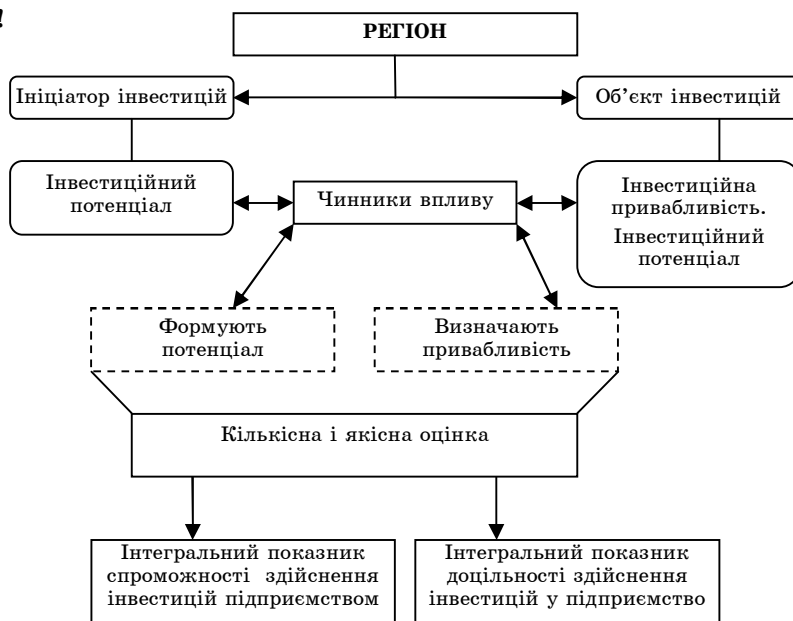 РЕГІОН
Ініціатор інвестицій
Об’єкт інвестицій
Інвестиційний
потенціал
Чинники впливу
Інвестиційна
привабливість.
Інвестиційний
потенціал
Формують
потенціал
Визначають
привабливість
Кількісна і якісна оцінка
Інтегральний показник
спроможності здійснення
інвестицій підприємством
Інтегральний показник
доцільності здійснення
інвестицій у підприємство